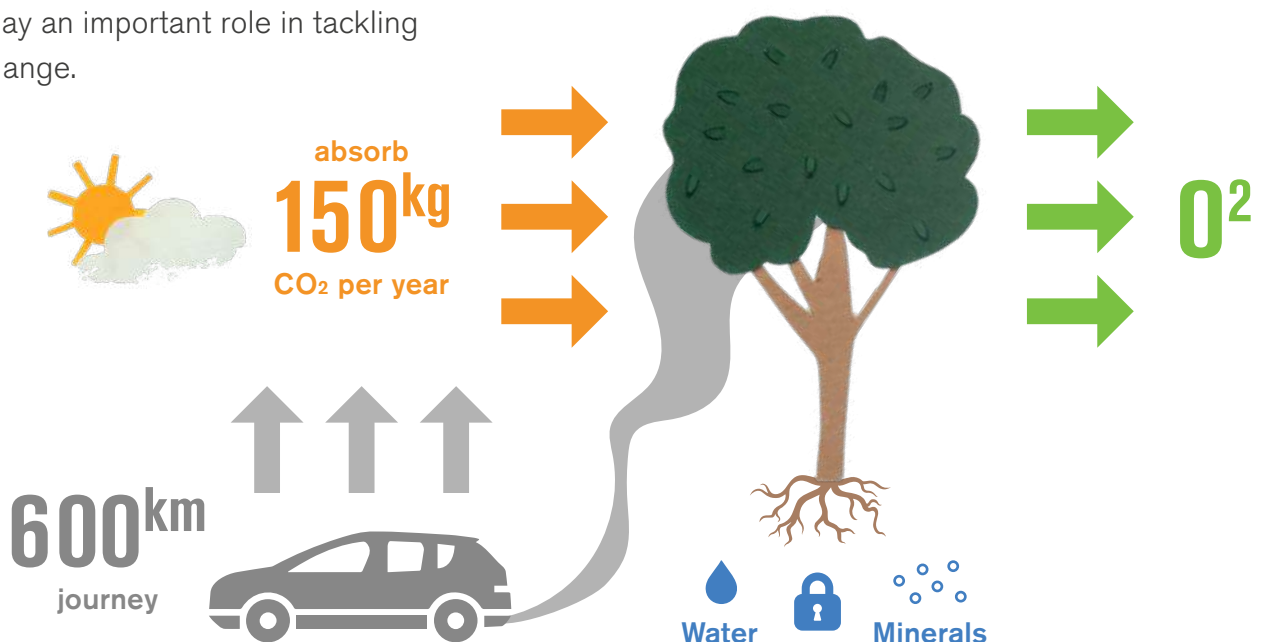 ay an important role in tackling
ange.
absorb
150kg
CO2 per year
O2
600km
journey
Water
Minerals